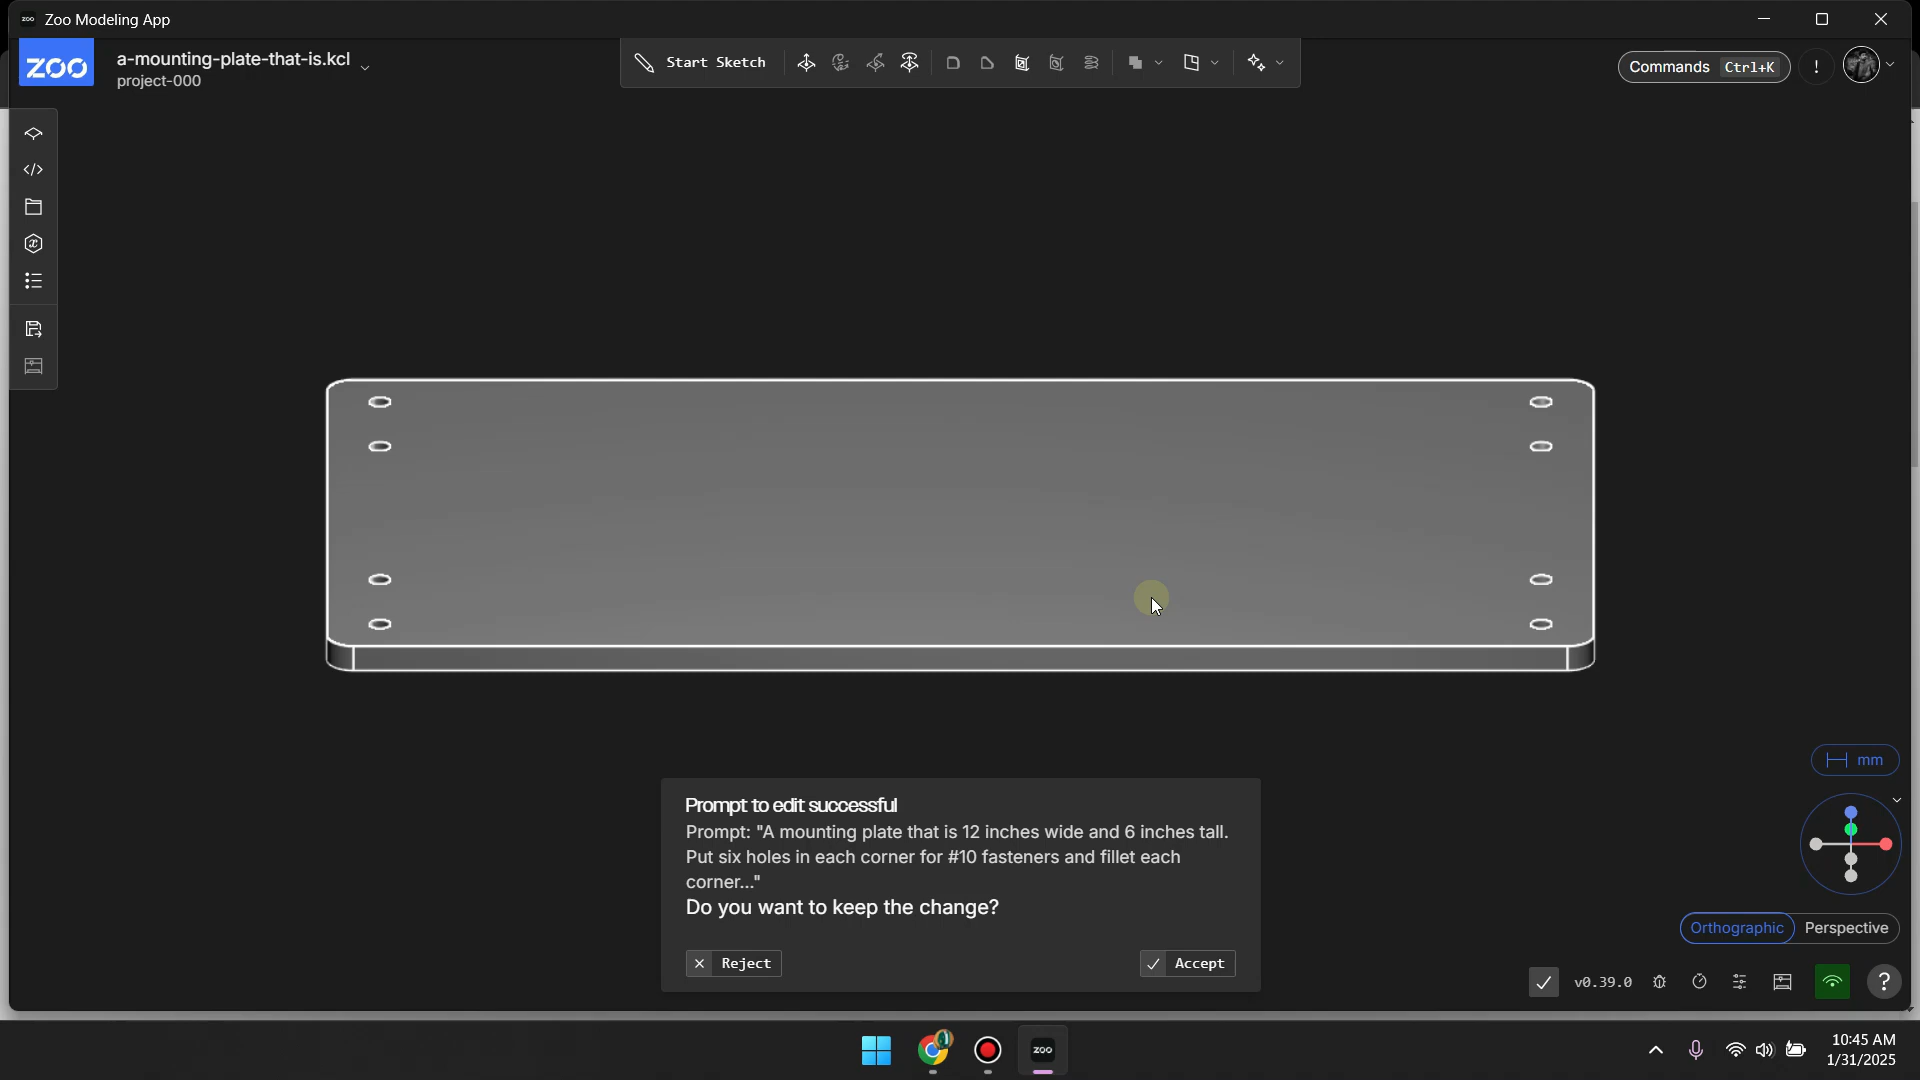 zoo Zoo Modeling App
ZOO
a-mounting-plate-that-is.kcl
project-000
Start Sketch
Commands Ctrl+K
!
mm
Prompt to edit successful
Prompt: "A mounting plate that is 12 inches wide and 6 inches tall.
Put six holes in each corner for #10 fasteners and fillet each
corner..."
Do you want to keep the change?
Reject
Accept
Orthographic Perspective
v0.39.0
?
zoo
10:45 AM
1/31/2025